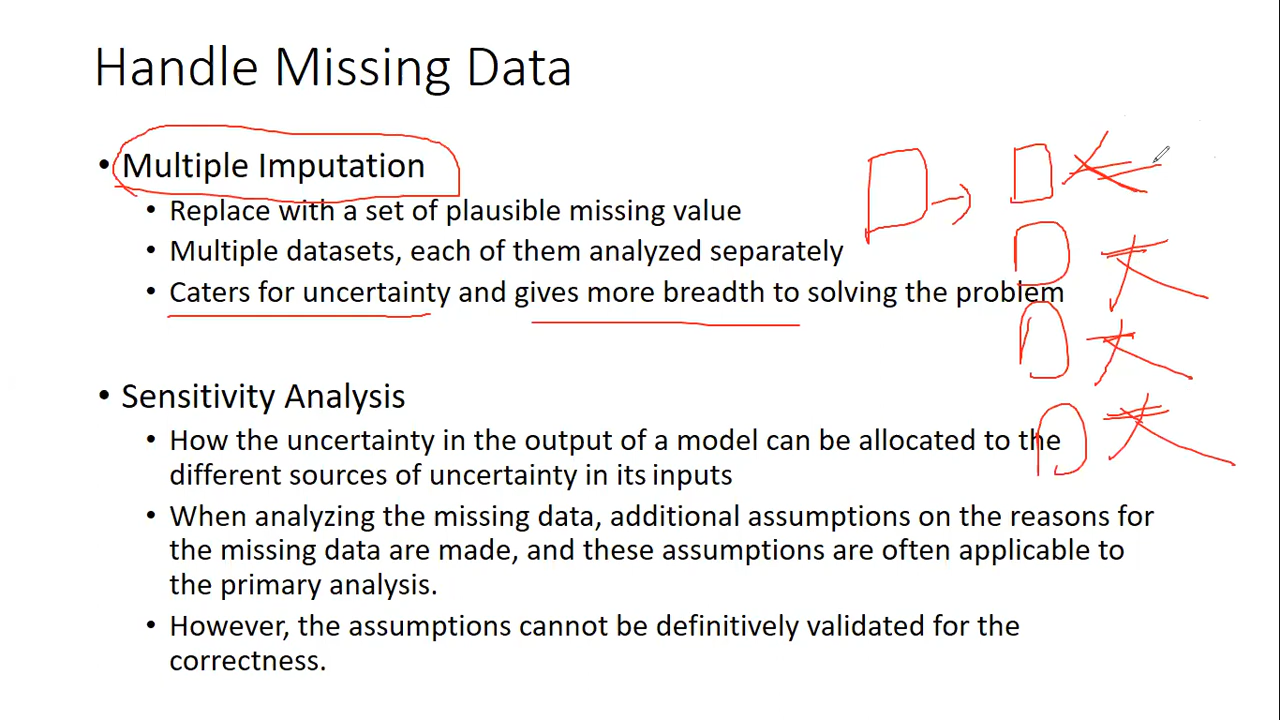 Handle Missing Data
• Multiple Imputation
• Replace with a set of plausible missing value
• Multiple datasets, each of them analyzed separately
• Caters for uncertainty and gives more breadth to solving the problem
• Sensitivity Analysis
• How the uncertainty in the output of a model can be allocated to the
different sources of uncertainty in its inputs
• When analyzing the missing data, additional assumptions on the reasons for
the missing data are made, and these assumptions are often applicable to
the primary analysis.
• However, the assumptions cannot be definitively validated for the
correctness.